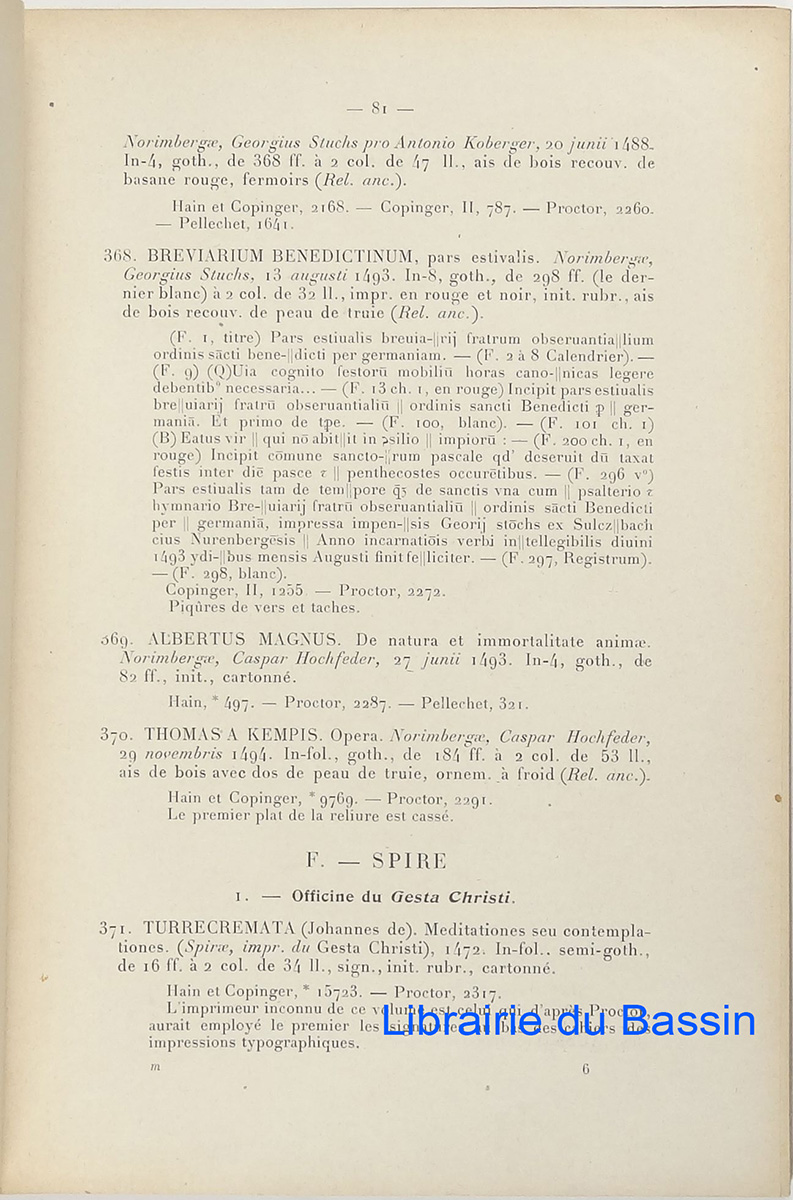 — 81 —
Norimbergæ, Georgius Stuchs pro Antonio Koberger, 20 junii 1488.
In-4, goth., de 368 ff. à 2 col. de 47 ll., ais de bois recouv. de
basane rouge, fermoirs (Rel. anc.).
Hain et Copinger, 2168. — Copinger, II, 787. — Proctor, 2260.
— Pellechet, 1641.
368. BREVIARIUM BENEDICTINUM, pars estivalis. Norimbergæ,
Georgius Stuchs, 13 augusti 1493. In-8, goth., de 298 ff. (le der-
nier blanc) à 2 col. de 32 ll., impr. en rouge et noir, init. rubr., ais
de bois recouv. de peau de truie (Rel. anc.).
(F. 1, titre) Pars estiualis breuia-||rij fratrum obseruantia||lium
ordinis sācti bene-||dicti per germaniam. — (F. 2 à 8 Calendrier). —
(F. 9) (Q)Uia cognito festorū mobiliū horas cano-||nicas legere
debentib⁹ necessaria... — (F. 13 ch. 1, en rouge) Incipit pars estiualis
bre||uiarij fratrū obseruantialiū || ordinis sancti Benedicti ꝑ || ger-
maniā. Et primo de tꝑe. — (F. 100, blanc). — (F. 101 ch. 1)
(B) Eatus vir || qui nō abit||it in ꝯsilio || impiorū : — (F. 200 ch. 1, en
rouge) Incipit cōmune sancto-||rum pascale qd' deseruit dū taxat
festis inter diē pasce ꞇ || penthecostes occurētibus. — (F. 296 v°)
Pars estiualis tam de tem||pore q̄ꝫ de sanctis vna cum || psalterio ꞇ
hymnario Bre-||uiarij fratrū obseruantialiū || ordinis sācti Benedicti
per || germaniā, impressa impen-||sis Georij stōchs ex Sulcz||bach
cius Nurenbergēsis || Anno incarnatiōis verbi in||tellegibilis diuini
1493 ydi-||bus mensis Augusti finit fe||liciter. — (F. 297, Registrum).
— (F. 298, blanc).
Copinger, II, 1255 — Proctor, 2272.
Piqûres de vers et taches.
369. ALBERTUS MAGNUS. De natura et immortalitate animæ.
Norimbergæ, Caspar Hochfeder, 27 junii 1493. In-4, goth., de
82 ff., init., cartonné.
Hain, * 497. — Proctor, 2287. — Pellechet, 321.
370. THOMAS A KEMPIS. Opera. Norimbergæ, Caspar Hochfeder,
29 novembris 1494. In-fol., goth., de 184 ff. à 2 col. de 53 ll.,
ais de bois avec dos de peau de truie, ornem. à froid (Rel. anc.).
Hain et Copinger, * 9769. — Proctor, 2291.
Le premier plat de la reliure est cassé.
F. — SPIRE
1. — Officine du Gesta Christi.
371. TURRECREMATA (Johannes de). Meditationes seu contempla-
tiones. (Spiræ, impr. du Gesta Christi), 1472. In-fol., semi-goth.,
de 16 ff. à 2 col. de 34 ll., sign., init. rubr., cartonné.
Hain et Copinger, * 15723. — Proctor, 2317.
L'imprimeur inconnu de ce volume est celui qui d'après Proctor,
aurait employé le premier les signatures au bas des cahiers des
impressions typographiques.
m 6
Librairie du Bassin